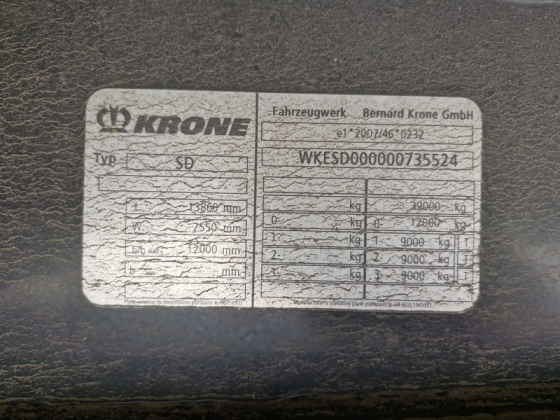 KRONE
Typ SD
L 13860 mm
W 2550 mm
12000 mm
b mm
Fahrzeugwerk Bernard Krone GmbH
e1*2007/46*0232
WKESD000000735524
kg 39000 kg
0- kg 0- 12000 kg
1- kg 1- 9000 kg T
2- kg 2- 9000 kg T
3- kg 3- 9000 kg T